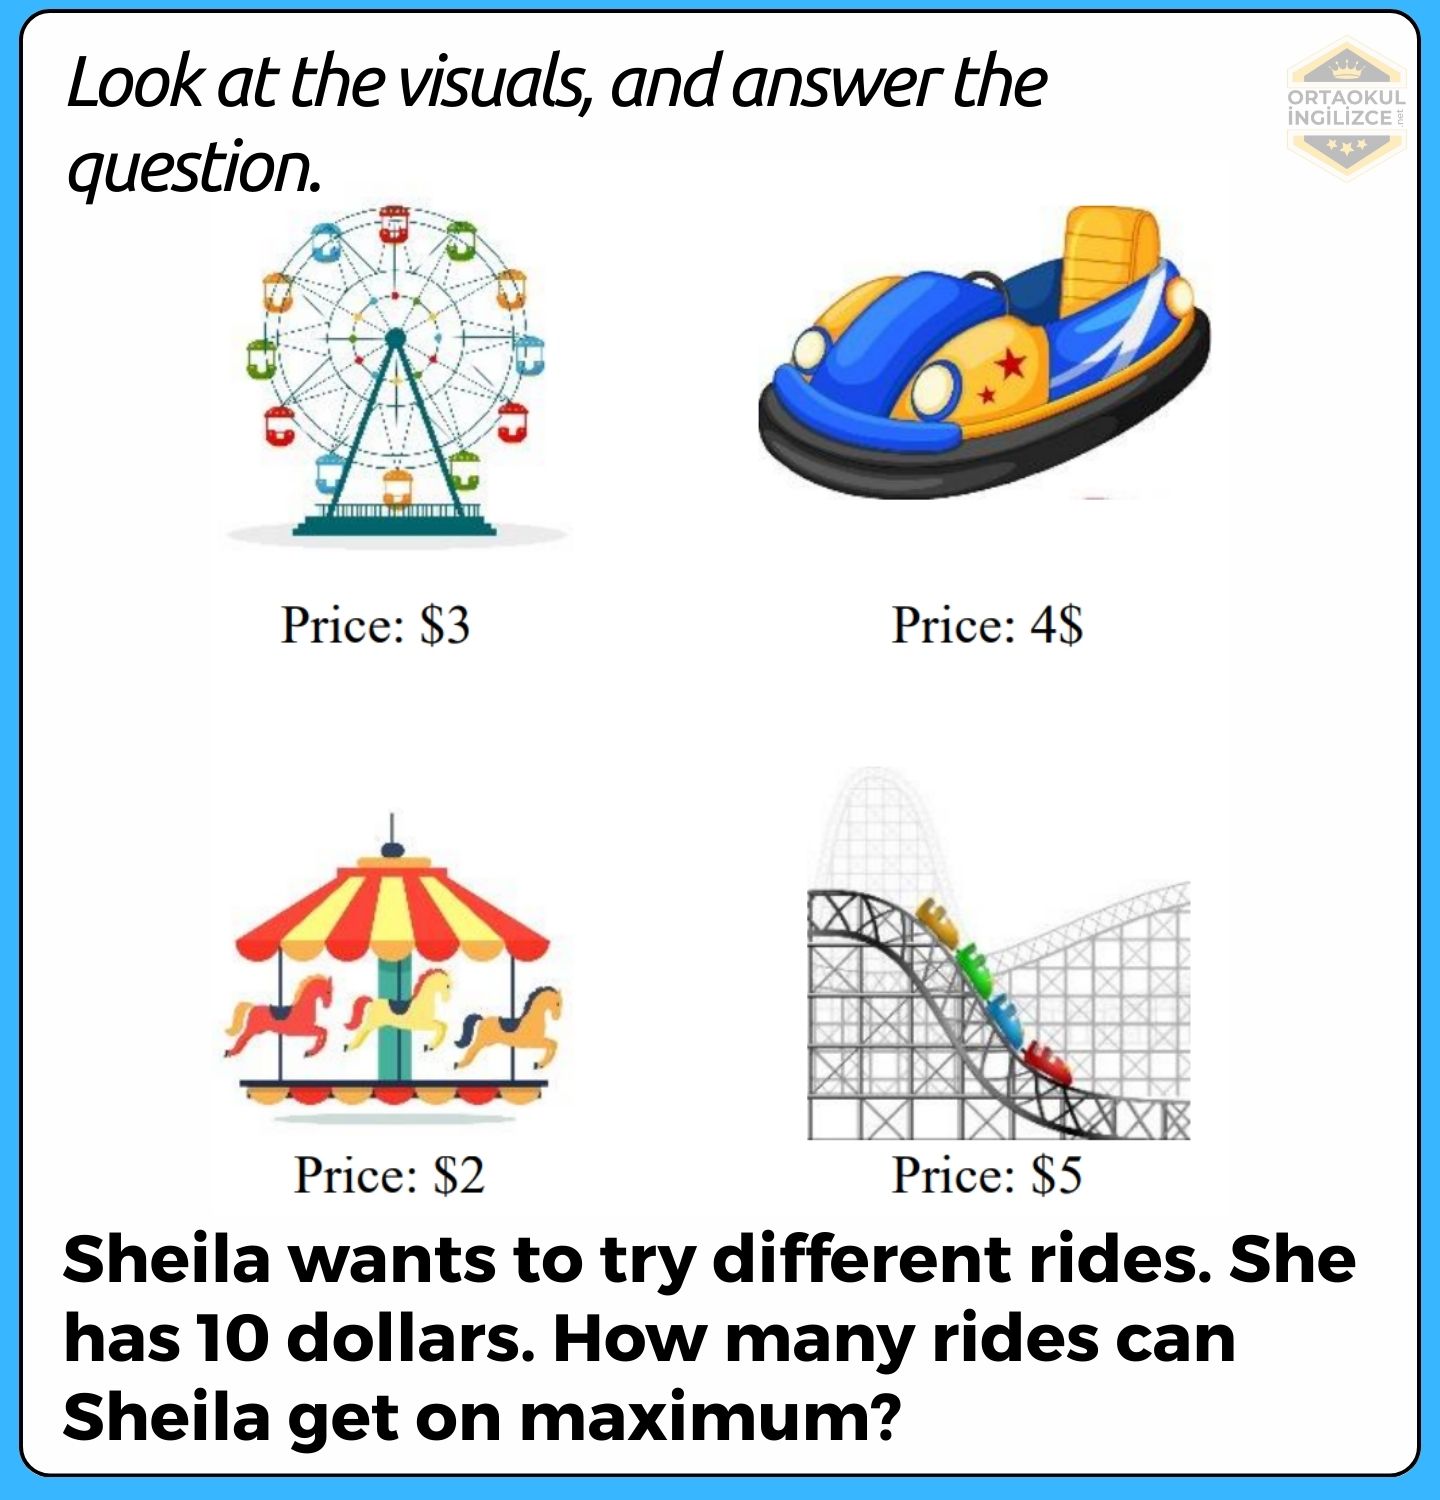 Look at the visuals, and answer the
question.
ORTAOKUL
İNGİLİZCE
.net
Price: $3
Price: 4$
Price: $2
Price: $5
Sheila wants to try different rides. She
has 10 dollars. How many rides can
Sheila get on maximum?